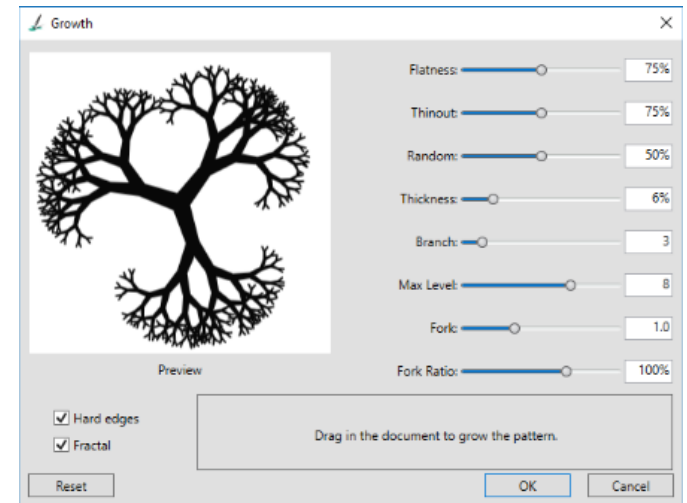 Growth
Flatness: 75%
Thinout: 75%
Random: 50%
Thickness: 6%
Branch: 3
Max Level: 8
Fork: 1.0
Fork Ratio: 100%
Preview
Hard edges
Fractal
Drag in the document to grow the pattern.
Reset
OK
Cancel